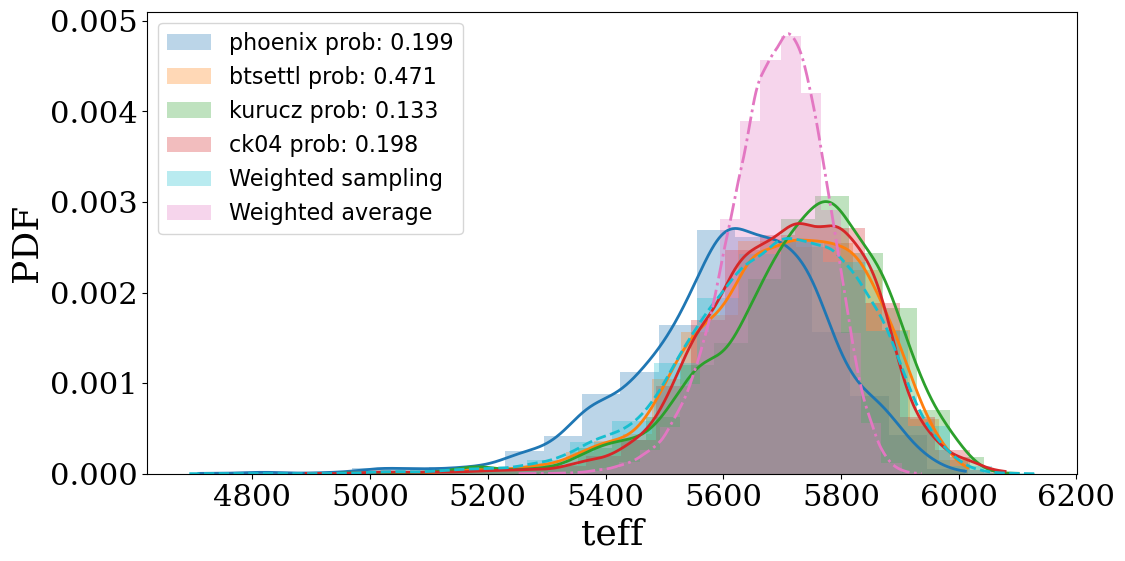 0.005
0.004
0.003
0.002
0.001
0.000
PDF
phoenix prob: 0.199
btsettl prob: 0.471
kurucz prob: 0.133
ck04 prob: 0.198
Weighted sampling
Weighted average
4800 5000 5200 5400 5600 5800 6000 6200
teff